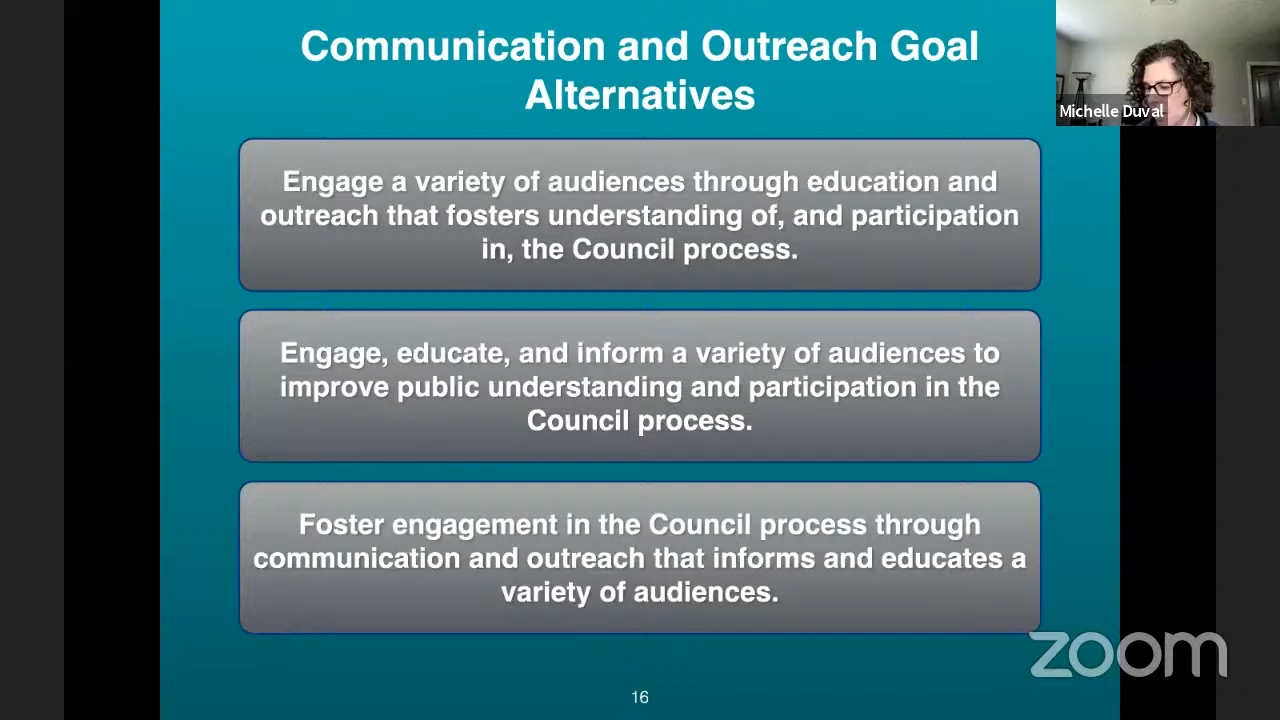 Communication and Outreach Goal
Alternatives
Michelle Duval
Engage a variety of audiences through education and
outreach that fosters understanding of, and participation
in, the Council process.
Engage, educate, and inform a variety of audiences to
improve public understanding and participation in the
Council process.
Foster engagement in the Council process through
communication and outreach that informs and educates a
variety of audiences.
zoom
16